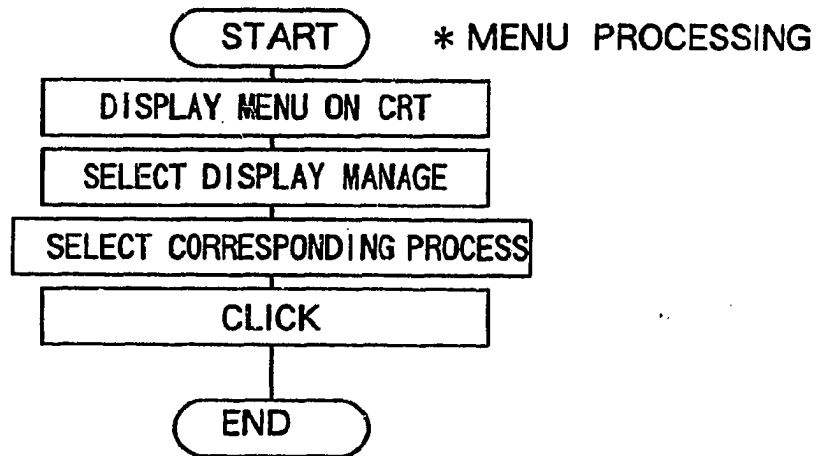 START * MENU PROCESSING
DISPLAY MENU ON CRT
SELECT DISPLAY MANAGE
SELECT CORRESPONDING PROCESS
CLICK
END